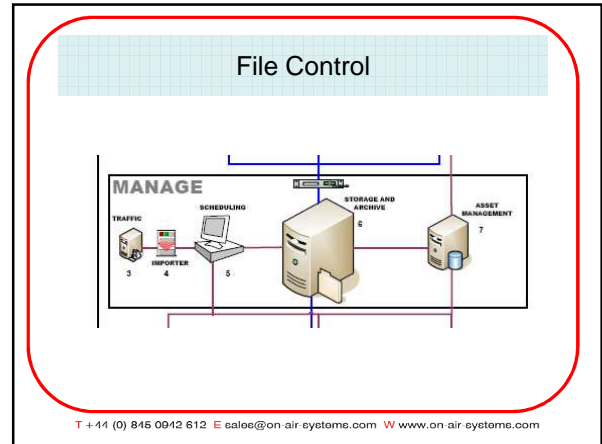 File Control
MANAGE
TRAFFIC
3
IMPORTER
4
SCHEDULING
5
STORAGE AND
ARCHIVE
6
ASSET
MANAGEMENT
7
T +44 (0) 845 0942 612 E sales@on-air-systems.com W www.on-air-systems.com